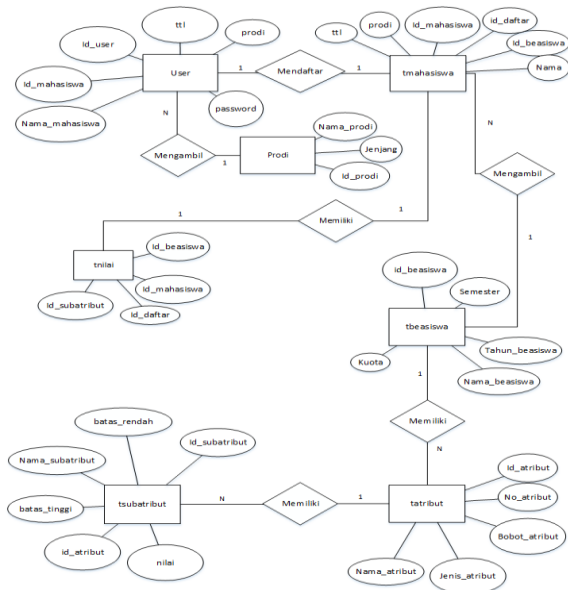 ttl
prodi
Id_user
User
Id_mahasiswa
Nama_mahasiswa
password
1
Mendaftar
1
ttl
prodi
Id_mahasiswa
id_daftar
Id_beasiswa
Nama
tmahasiswa
N
Mengambil
1
Prodi
Nama_prodi
Jenjang
Id_prodi
N
Mengambil
1
1
Memiliki
1
tnilai
Id_beasiswa
Id_mahasiswa
Id_daftar
Id_subatribut
id_beasiswa
Semester
tbeasiswa
Kuota
Tahun_beasiswa
Nama_beasiswa
1
Memiliki
N
batas_rendah
Id_subatribut
Nama_subatribut
tsubatribut
batas_tinggi
id_atribut
nilai
N
Memiliki
1
tatribut
Id_atribut
No_atribut
Bobot_atribut
Jenis_atribut
Nama_atribut